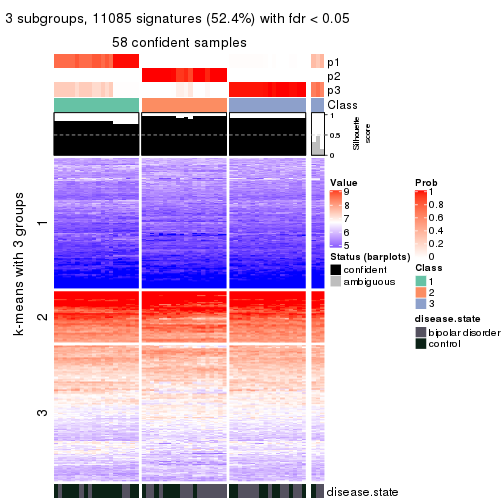 3 subgroups, 11085 signatures (52.4%) with fdr < 0.05
58 confident samples
p1
p2
p3
Class
1
0.5
0
Silhouette
score
k-means with 3 groups
1
2
3
disease.state
Value
9
8
7
6
5
Status (barplots)
confident
ambiguous
Prob
1
0.8
0.6
0.4
0.2
0
Class
1
2
3
disease.state
bipolar disorder
control